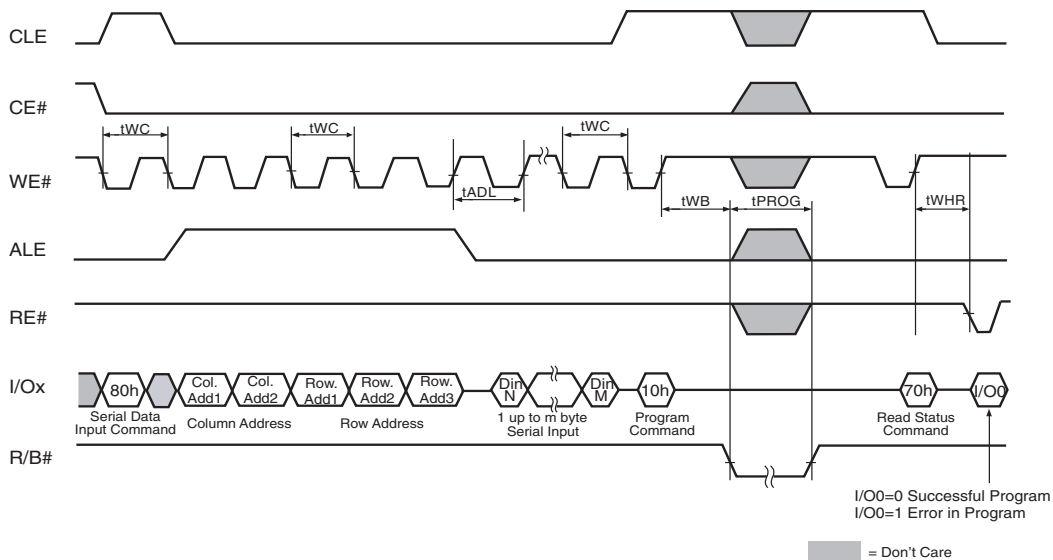 CLE
CE#
tWC
tWC
tWC
WE#
tADL
tWB
tPROG
tWHR
ALE
RE#
I/Ox
80h
Col. Add1
Col. Add2
Row. Add1
Row. Add2
Row. Add3
Din N
Din M
10h
70h
I/O0
Serial Data
Input Command
Column Address
Row Address
1 up to m byte
Serial Input
Program
Command
Read Status
Command
R/B#
I/O0=0 Successful Program
I/O0=1 Error in Program
= Don't Care